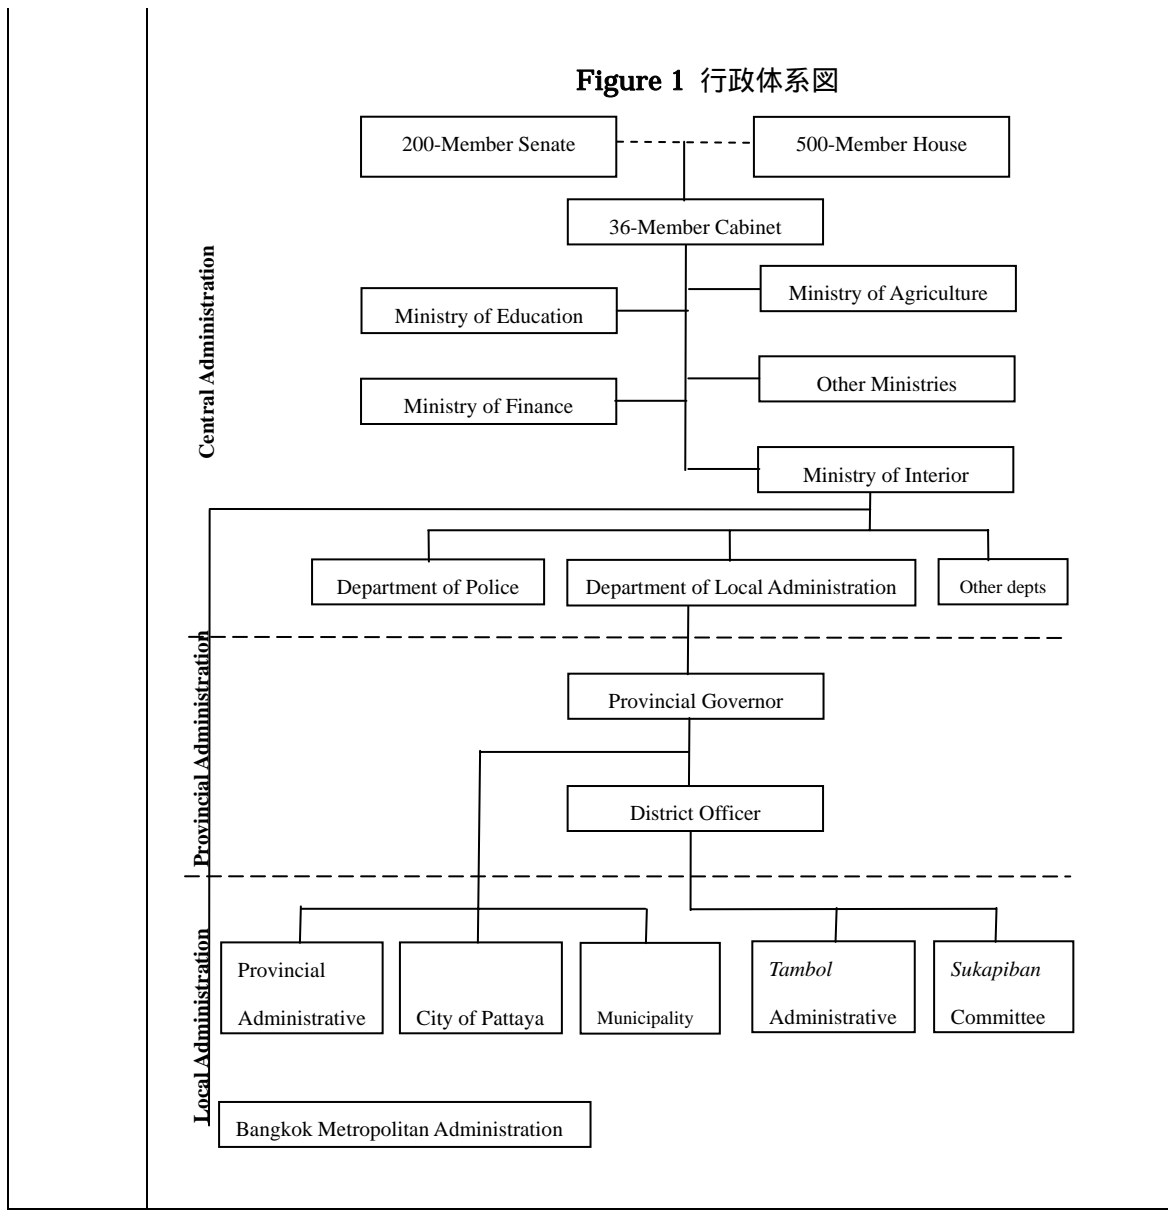 Figure 1 行政体系図
200-Member Senate
500-Member House
36-Member Cabinet
Central Administration
Ministry of Agriculture
Ministry of Education
Other Ministries
Ministry of Finance
Ministry of Interior
Department of Police
Department of Local Administration
Other depts
Provincial Administration
Provincial Governor
District Officer
Local Administration
Provincial
Administrative
City of Pattaya
Municipality
Tambol
Administrative
Sukapiban
Committee
Bangkok Metropolitan Administration